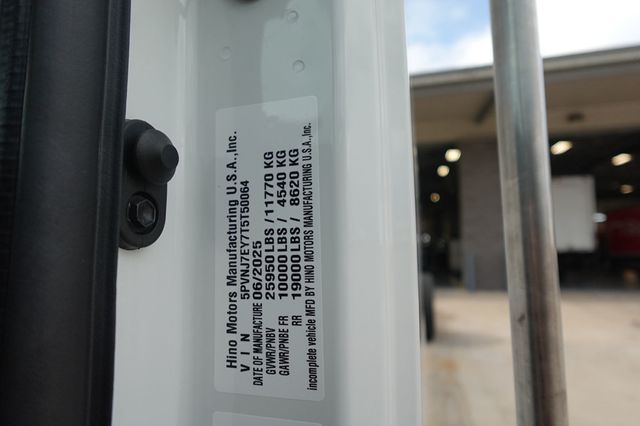 Hino Motors Manufacturing U.S.A.,Inc.
V I N 5PVNJ7EY7T5T50064
DATE OF MANUFACTURE 06/2025
GVWR/PNBV 25950 LBS / 11770 KG
GAWR/PNBE FR 10000 LBS / 4540 KG
RR 19000 LBS / 8620 KG
incomplete vehicle MFD BY HINO MOTORS MANUFACTURING U.S.A., INC.